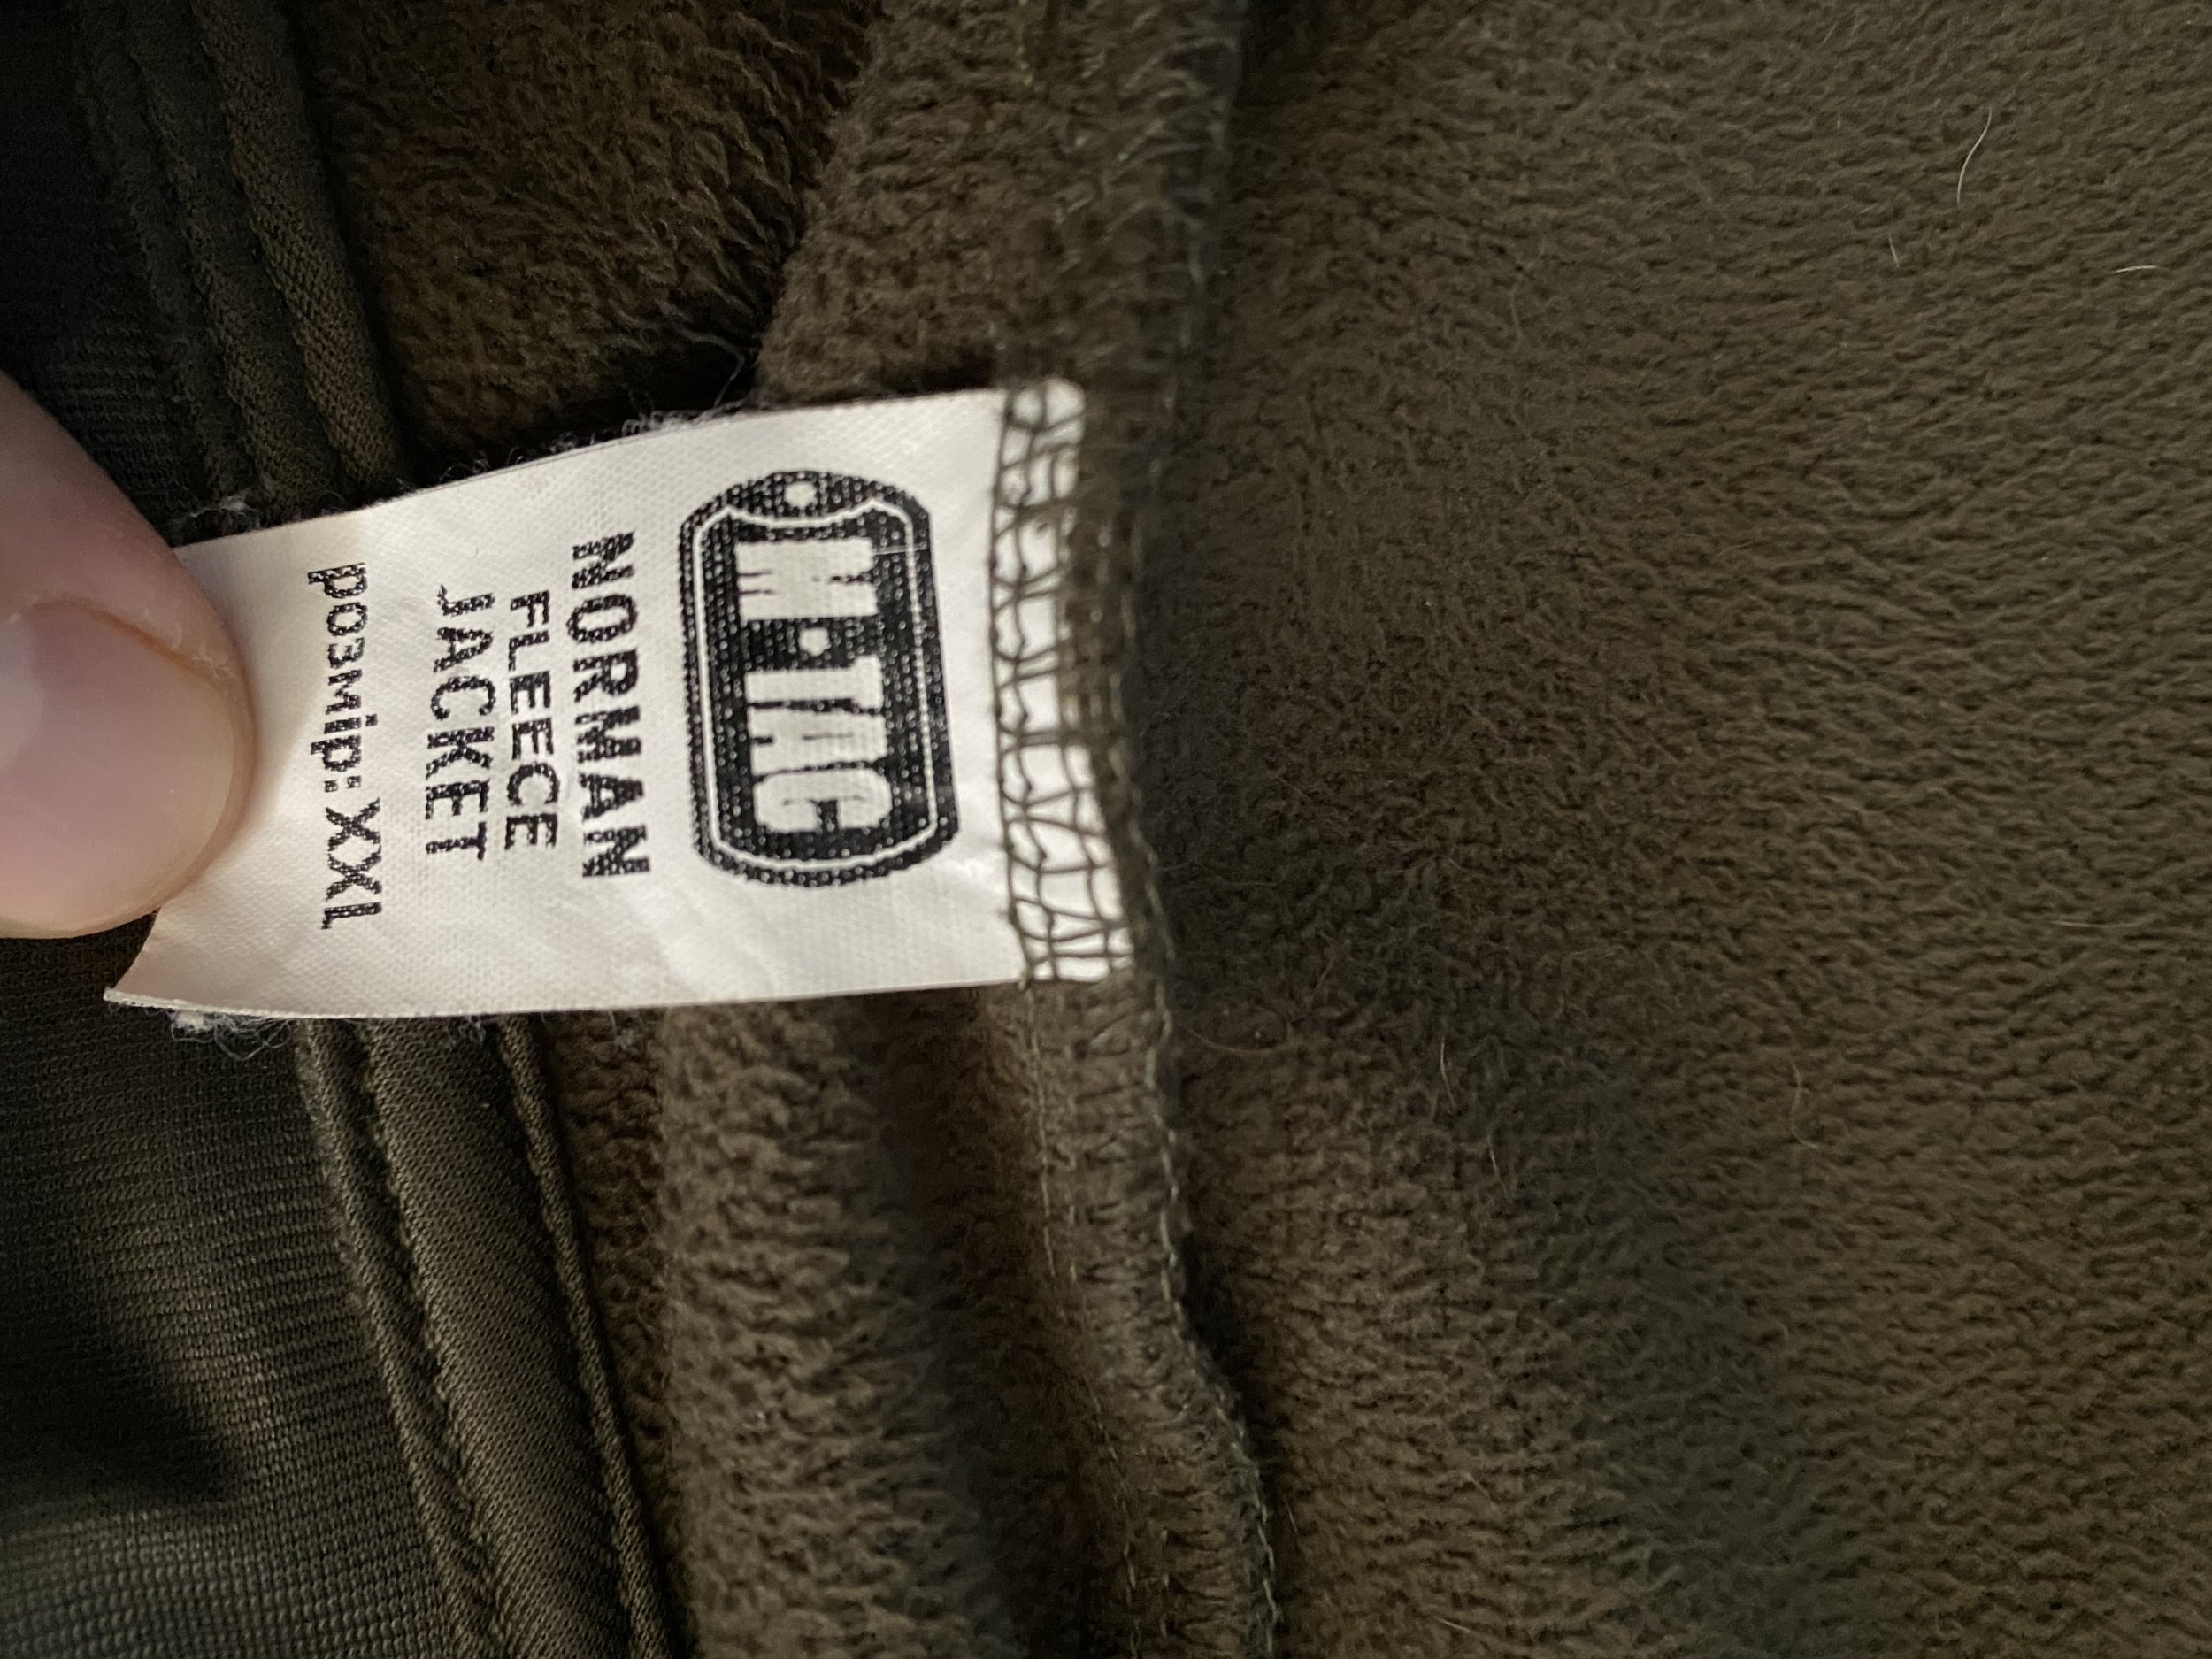 M-TAC
NORMAN
FLEECE
JACKET
розмір: XXL